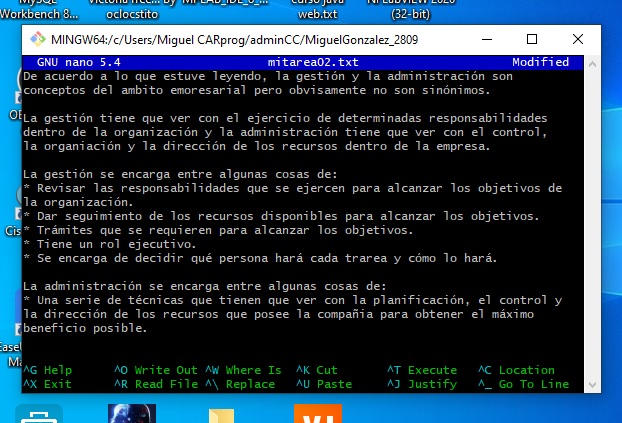 MySQL
Workbench 8...
victoria free...
oclocstito
by
MPLAB_IDE_8_...
curso java
web.txt
NI LabVIEW 2020
(32-bit)
MINGW64:/c/Users/Miguel CARprog/adminCC/MiguelGonzalez_2809
GNU nano 5.4 mitarea02.txt Modified
De acuerdo a lo que estuve leyendo, la gestión y la administración son
conceptos del ambito emoresarial pero obviamente no son sinónimos.
La gestión tiene que ver con el ejercicio de determinadas responsabilidades
dentro de la organización y la administración tiene que ver con el control,
la organiación y la dirección de los recursos dentro de la empresa.
La gestión se encarga entre algunas cosas de:
* Revisar las responsabilidades que se ejercen para alcanzar los objetivos de
la organización.
* Dar seguimiento de los recursos disponibles para alcanzar los objetivos.
* Trámites que se requieren para alcanzar los objetivos.
* Tiene un rol ejecutivo.
* Se encarga de decidir qué persona hará cada trarea y cómo lo hará.
La administración se encarga entre algunas cosas de:
* Una serie de técnicas que tienen que ver con la planificación, el control y
la dirección de los recursos que posee la compañia para obtener el máximo
beneficio posible.
^G Help ^O Write Out ^W Where Is ^K Cut ^T Execute ^C Location
^X Exit ^R Read File ^\ Replace ^U Paste ^J Justify ^_ Go To Line
OB
Cis
Ease
Ma